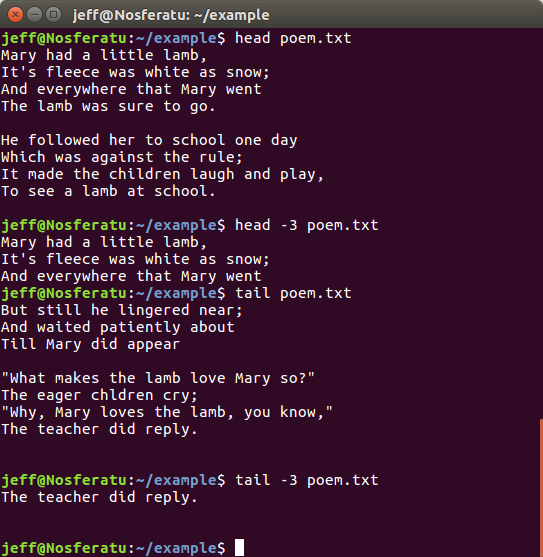 jeff@Nosferatu: ~/example
jeff@Nosferatu:~/example$ head poem.txt
Mary had a little lamb,
It's fleece was white as snow;
And everywhere that Mary went
The lamb was sure to go.

He followed her to school one day
Which was against the rule;
It made the children laugh and play,
To see a lamb at school.

jeff@Nosferatu:~/example$ head -3 poem.txt
Mary had a little lamb,
It's fleece was white as snow;
And everywhere that Mary went
jeff@Nosferatu:~/example$ tail poem.txt
But still he lingered near;
And waited patiently about
Till Mary did appear

"What makes the lamb love Mary so?"
The eager chldren cry;
"Why, Mary loves the lamb, you know,"
The teacher did reply.


jeff@Nosferatu:~/example$ tail -3 poem.txt
The teacher did reply.


jeff@Nosferatu:~/example$